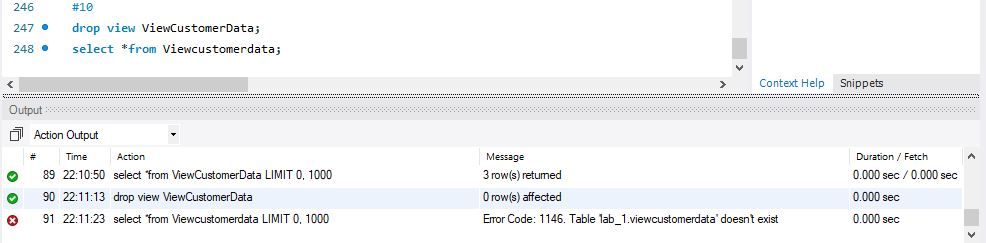 246 #10
247 drop view ViewCustomerData;
248 select *from Viewcustomerdata;
Context Help Snippets
Output
Action Output
# Time Action Message Duration / Fetch
89 22:10:50 select *from ViewCustomerData LIMIT 0, 1000 3 row(s) returned 0.000 sec / 0.000 sec
90 22:11:13 drop view ViewCustomerData 0 row(s) affected 0.000 sec
91 22:11:23 select *from Viewcustomerdata LIMIT 0, 1000 Error Code: 1146. Table 'lab_1.viewcustomerdata' doesn't exist 0.000 sec